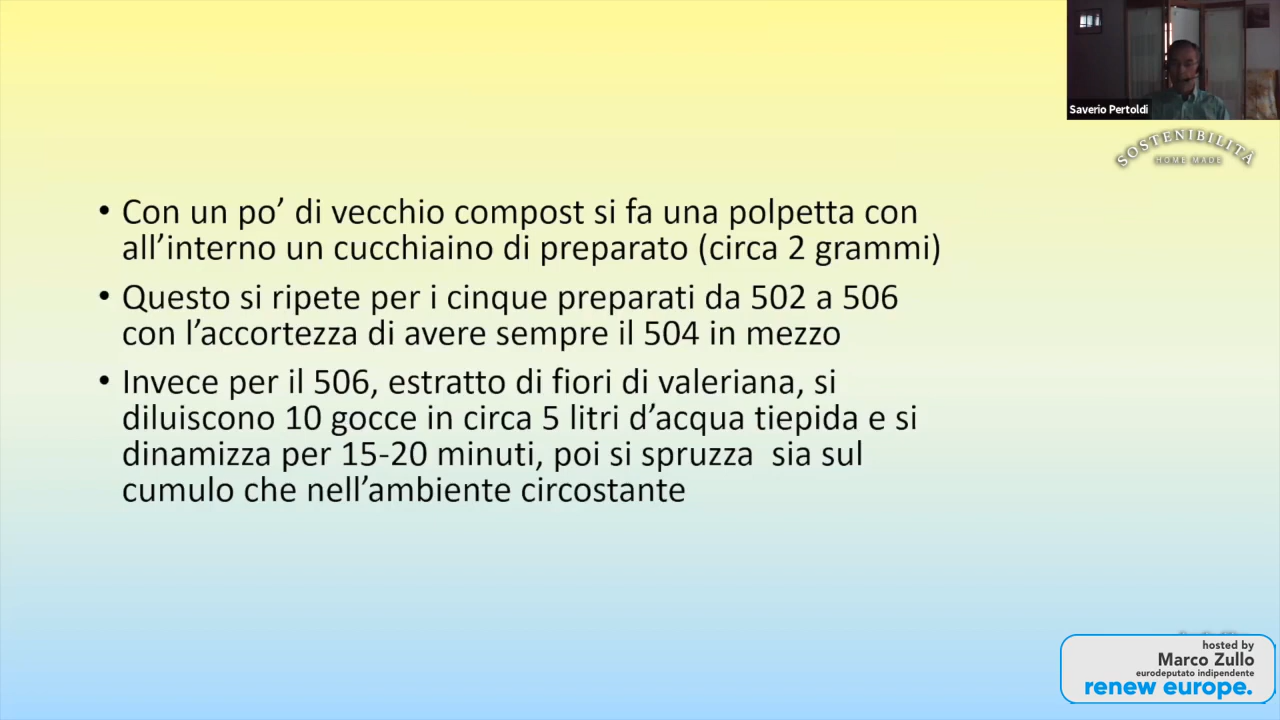 Saverio Pertoldi
SOSTENIBILITÁ
HOME MADE
• Con un po’ di vecchio compost si fa una polpetta con
all’interno un cucchiaino di preparato (circa 2 grammi)
• Questo si ripete per i cinque preparati da 502 a 506
con l’accortezza di avere sempre il 504 in mezzo
• Invece per il 506, estratto di fiori di valeriana, si
diluiscono 10 gocce in circa 5 litri d’acqua tiepida e si
dinamizza per 15-20 minuti, poi si spruzza  sia sul
cumulo che nell’ambiente circostante
hosted by
Marco Zullo
eurodeputato indipendente
renew europe.